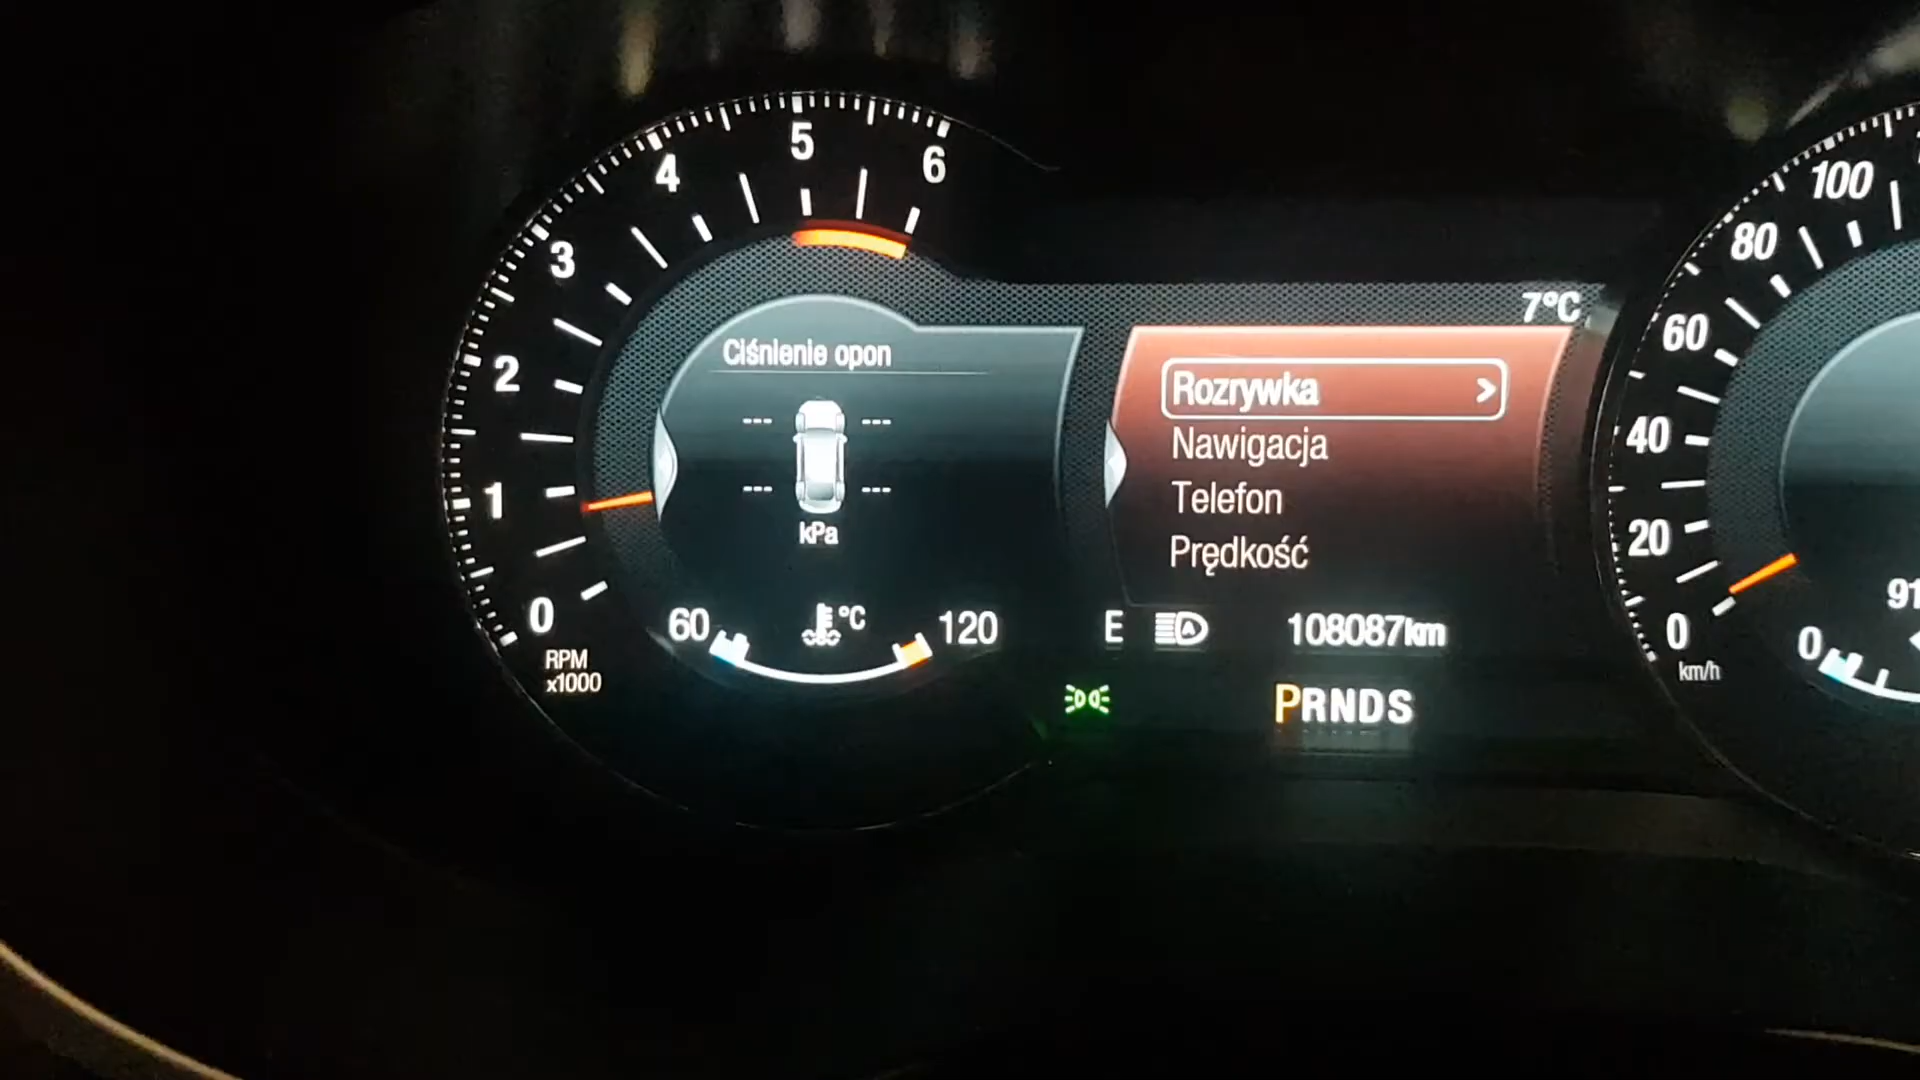 0
1
2
3
4
5
6
RPM
x1000
Ciśnienie opon
--- ---
--- ---
kPa
60 °C 120
7°C
Rozrywka >
Nawigacja
Telefon
Prędkość
E A 108087km
PRNDS
0
20
40
60
80
100
km/h
0
91